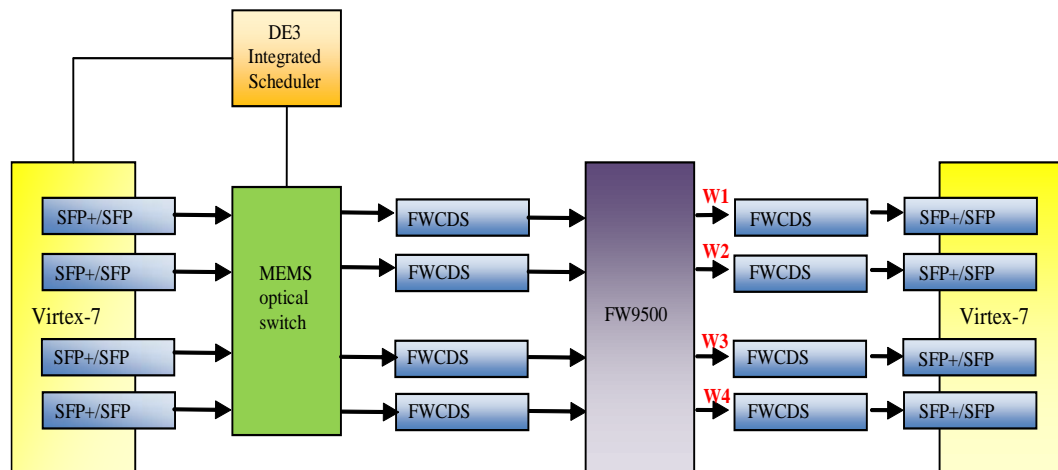 DE3
Integrated
Scheduler
SFP+/SFP
FWCDS
W1
FWCDS
SFP+/SFP
SFP+/SFP
FWCDS
W2
FWCDS
SFP+/SFP
Virtex-7
MEMS
optical
switch
FW9500
Virtex-7
SFP+/SFP
FWCDS
W3
FWCDS
SFP+/SFP
SFP+/SFP
FWCDS
W4
FWCDS
SFP+/SFP